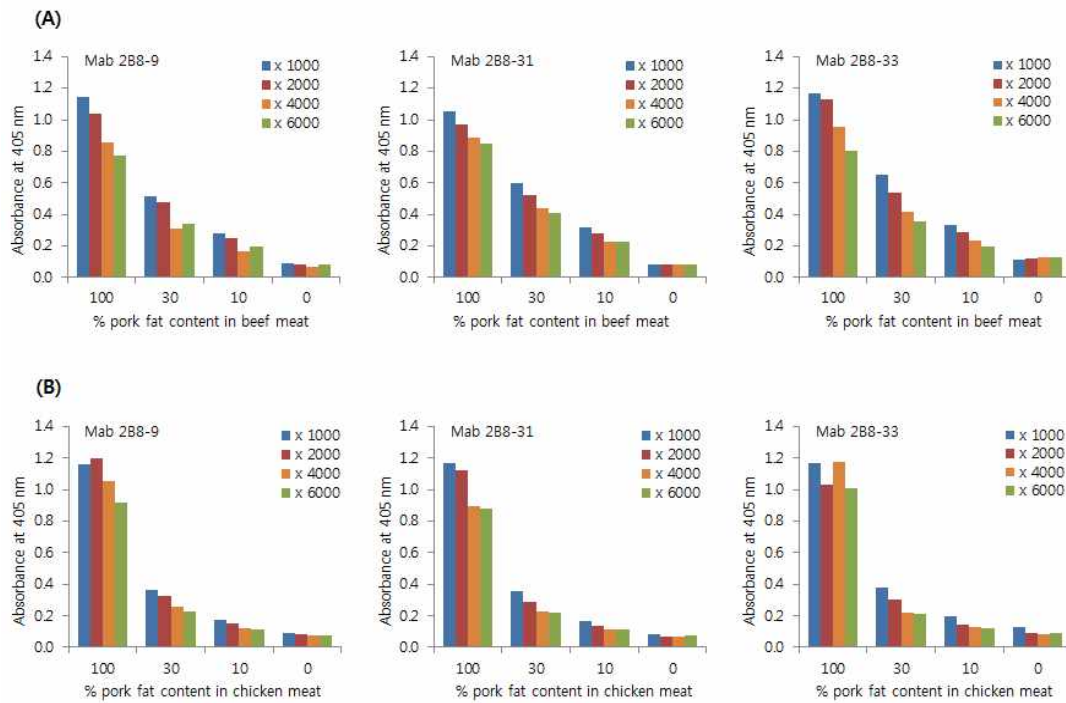 (A)
Mab 2B8-9
x 1000
x 2000
x 4000
x 6000
Absorbance at 405 nm
1.4
1.2
1.0
0.8
0.6
0.4
0.2
0.0
100 30 10 0
% pork fat content in beef meat
Mab 2B8-31
x 1000
x 2000
x 4000
x 6000
Absorbance at 405 nm
1.4
1.2
1.0
0.8
0.6
0.4
0.2
0.0
100 30 10 0
% pork fat content in beef meat
Mab 2B8-33
x 1000
x 2000
x 4000
x 6000
Absorbance at 405 nm
1.4
1.2
1.0
0.8
0.6
0.4
0.2
0.0
100 30 10 0
% pork fat content in beef meat
(B)
Mab 2B8-9
x 1000
x 2000
x 4000
x 6000
Absorbance at 405 nm
1.4
1.2
1.0
0.8
0.6
0.4
0.2
0.0
100 30 10 0
% pork fat content in chicken meat
Mab 2B8-31
x 1000
x 2000
x 4000
x 6000
Absorbance at 405 nm
1.4
1.2
1.0
0.8
0.6
0.4
0.2
0.0
100 30 10 0
% pork fat content in chicken meat
Mab 2B8-33
x 1000
x 2000
x 4000
x 6000
Absorbance at 405 nm
1.4
1.2
1.0
0.8
0.6
0.4
0.2
0.0
100 30 10 0
% pork fat content in chicken meat